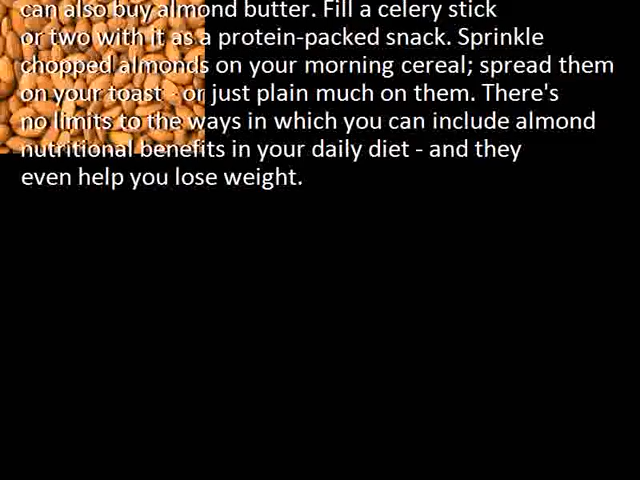 can also buy almond butter. Fill a celery stick
or two with it as a protein-packed snack. Sprinkle
chopped almonds on your morning cereal; spread them
on your toast - or just plain much on them. There's
no limits to the ways in which you can include almond
nutritional benefits in your daily diet - and they
even help you lose weight.